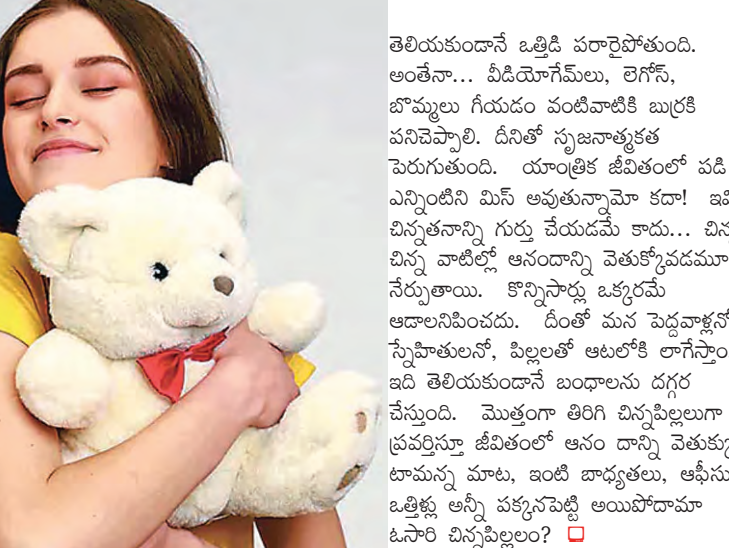 తెలియకుండానే ఒత్తిడి పరారైపోతుంది.
అంతేనా... వీడియోగేమ్‌లు, లెగోస్,
బొమ్మలు గీయడం వంటివాటికి బుర్రకి
పనిచెప్పాలి. దీనితో సృజనాత్మకత
పెరుగుతుంది. యాంత్రిక జీవితంలో పడి
ఎన్నింటిని మిస్ అవుతున్నామో కదా!
చిన్నతనాన్ని గుర్తు చేయడమే కాదు...
చిన్న వాటిల్లో ఆనందాన్ని వెతుక్కోవడమూ
నేర్పుతాయి. కొన్నిసార్లు ఒక్కరమే
ఆడాలనిపించదు. దీంతో మన పెద్దవాళ్లనో
స్నేహితులనో, పిల్లలతో ఆటలోకి
ఇది తెలియకుండానే బంధాలను దగ్గర
చేస్తుంది. మొత్తంగా తిరిగి చిన్నపిల్లలుగా
ప్రవర్తిస్తూ జీవితంలో ఆనం దాన్ని
టామన్న మాట, ఇంటి బాధ్యతలు,
ఒత్తిళ్లు అన్నీ పక్కనపెట్టి అయిపోదామా
ఓసారి చిన్నపిల్లలం?